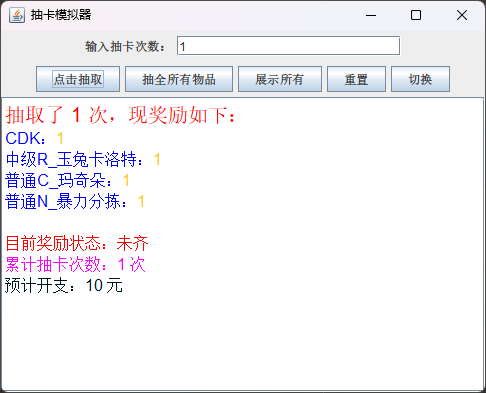 抽卡模拟器
输入抽卡次数： 1
点击抽取 抽全所有物品 展示所有 重置 切换
抽取了 1 次，现奖励如下：
CDK：1
中级R_玉兔卡洛特：1
普通C_玛奇朵：1
普通N_暴力分拣：1
目前奖励状态：未齐
累计抽卡次数：1 次
预计开支：10 元